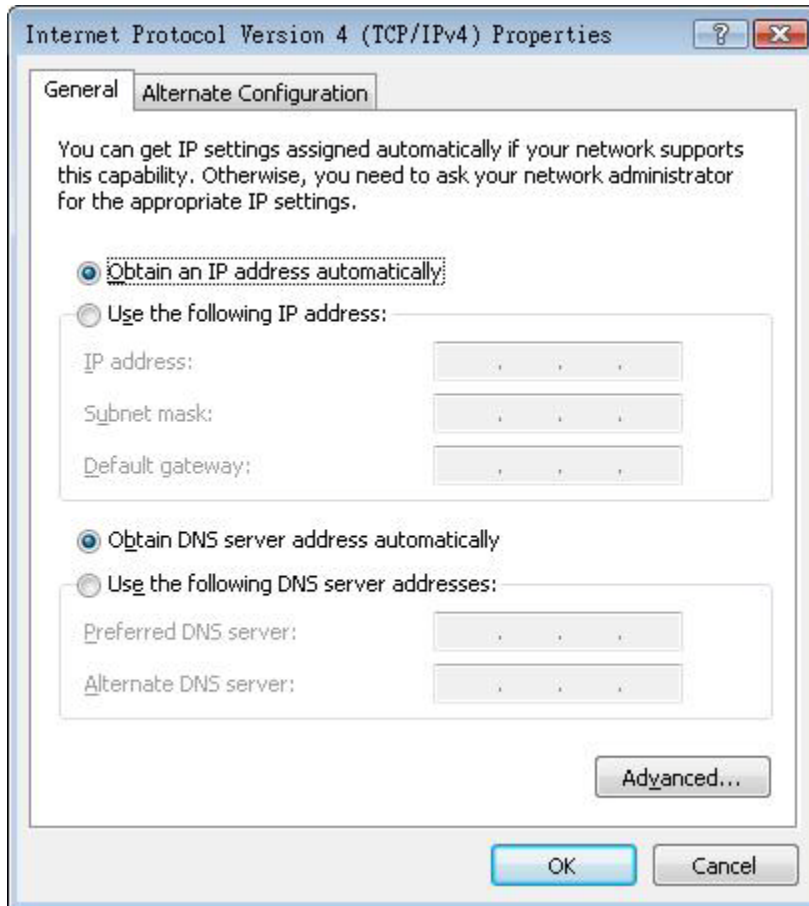 Internet Protocol Version 4 (TCP/IPv4) Properties
General
Alternate Configuration
You can get IP settings assigned automatically if your network supports
this capability. Otherwise, you need to ask your network administrator
for the appropriate IP settings.
Obtain an IP address automatically
Use the following IP address:
IP address:
Subnet mask:
Default gateway:
Obtain DNS server address automatically
Use the following DNS server addresses:
Preferred DNS server:
Alternate DNS server:
Advanced...
OK
Cancel